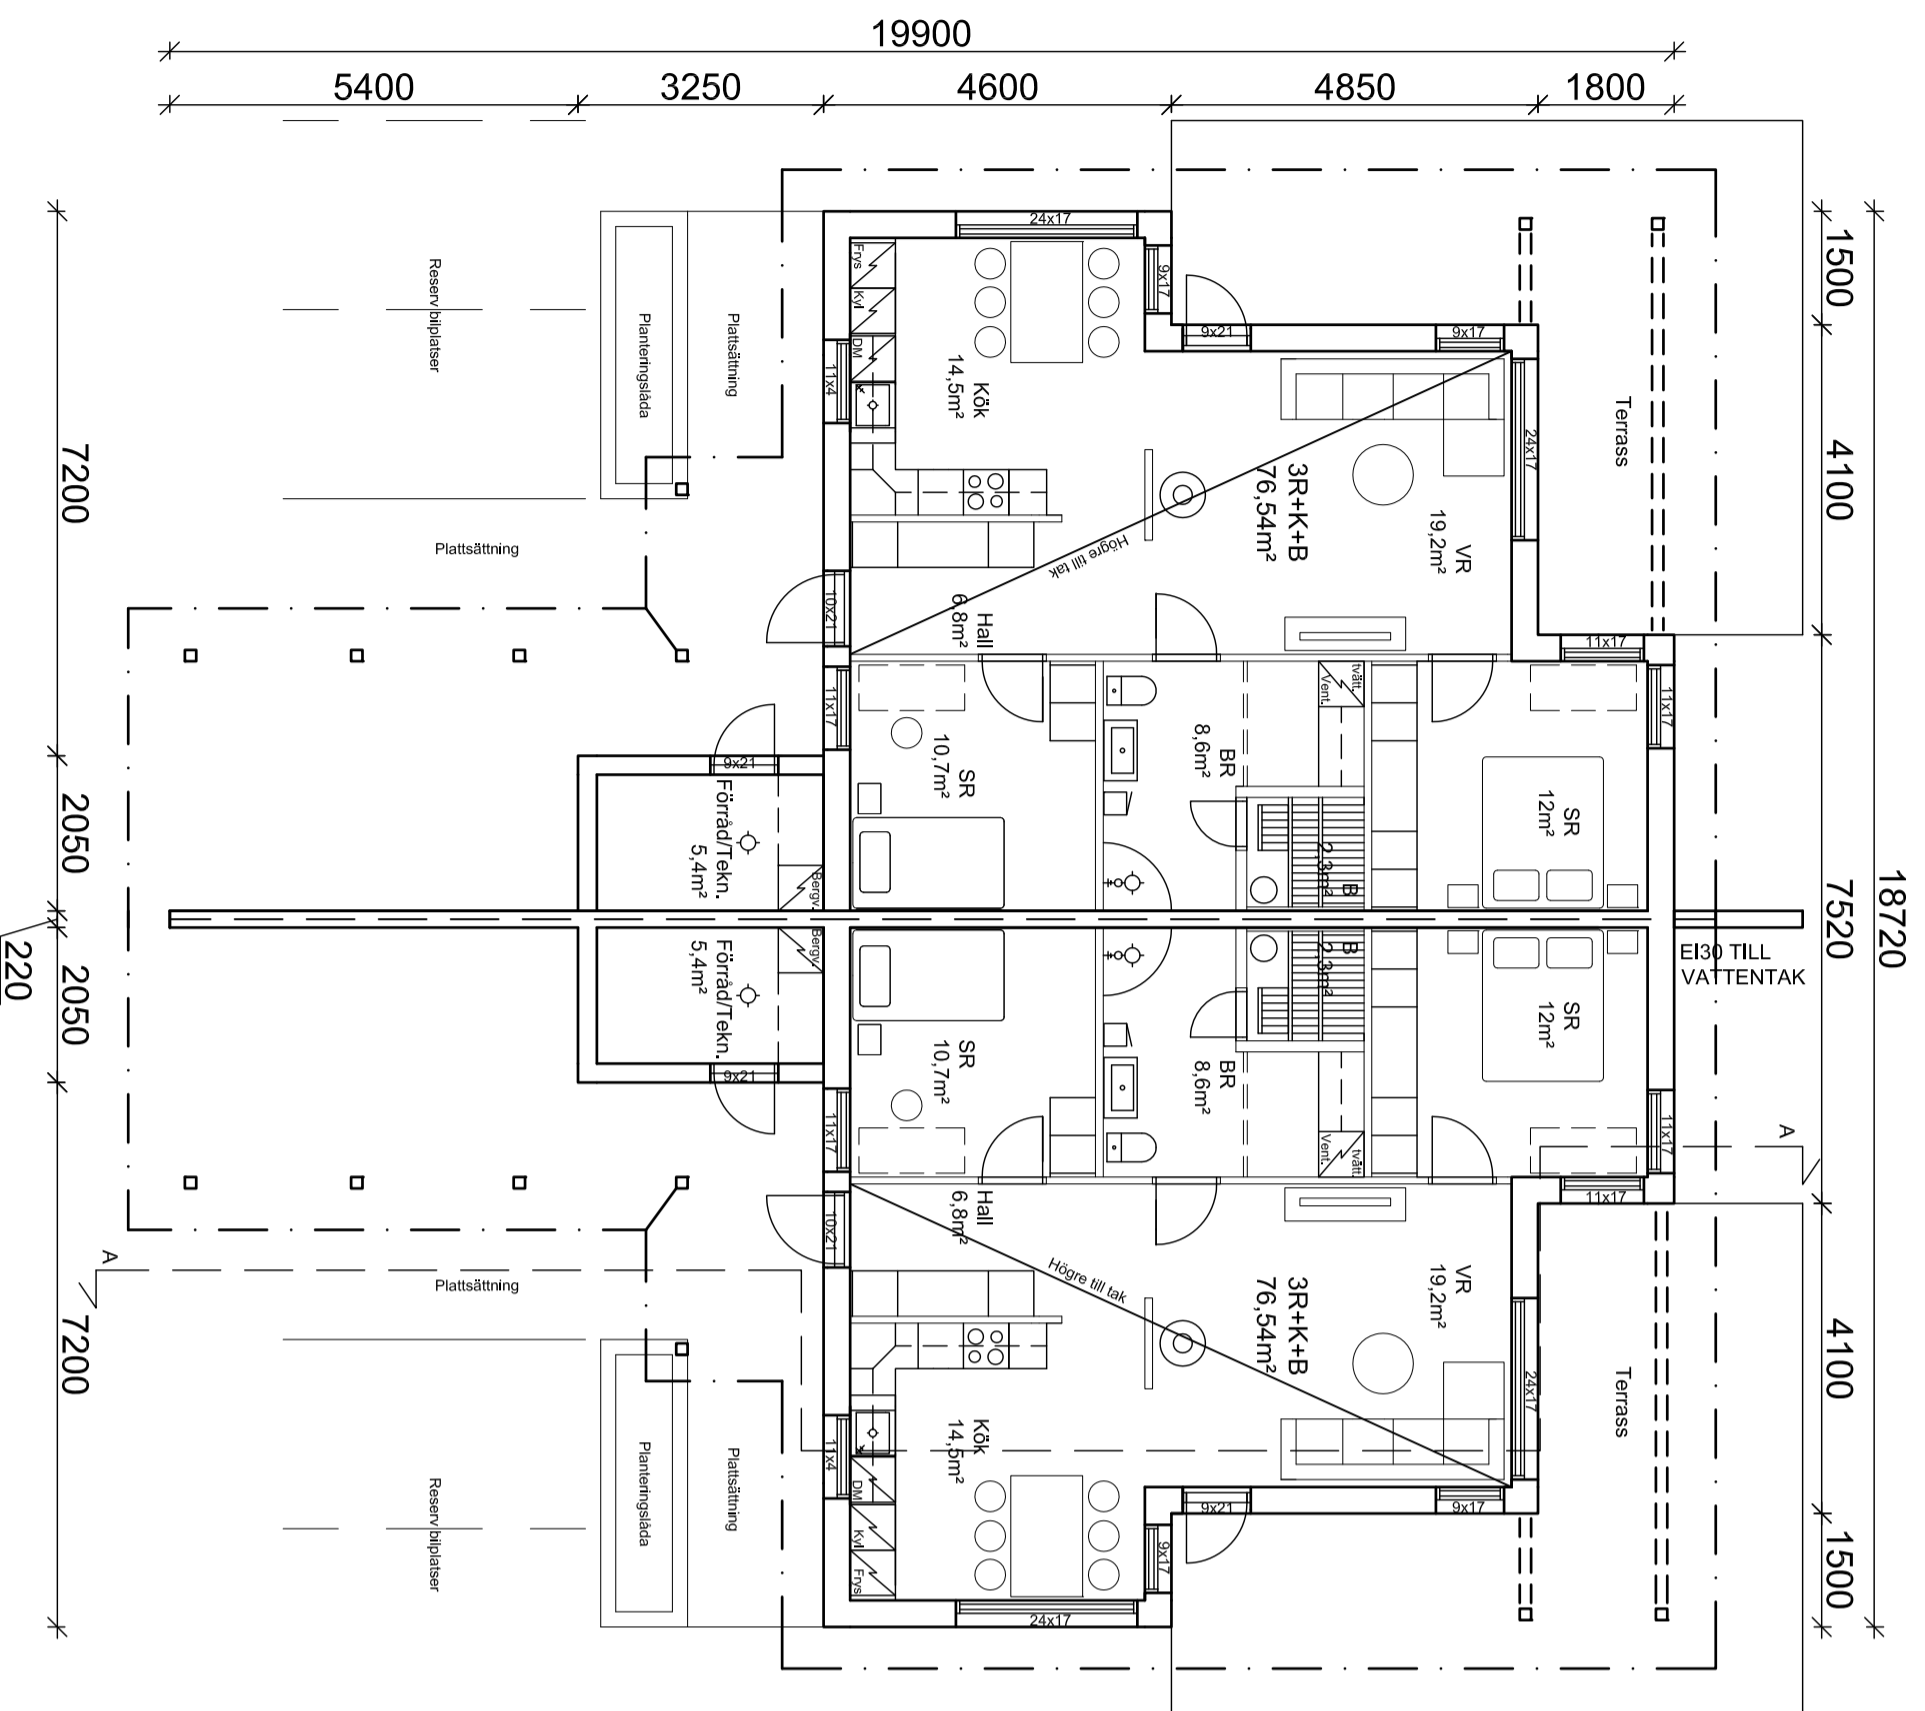 19900
5400
3250
4600
4850
1800
18720
1500
4100
7520
4100
1500
7200
2050
220
2050
7200
24x17
9x17
9x21
9x17
24x17
Terrass
Frys
Kyl
DM
11x4
Kök
14,5m²
Reserv bilplatser
Planteringslåda
Plattsättning
Plattsättning
3R+K+B
76,54m²
VR
19,2m²
Högre till tak
Hall
6,8m²
10x21
11x17
11x17
11x17
9x21
SR
10,7m²
BR
8,6m²
tvätt.
Vent.
SR
12m²
B
2,3m²
Förråd/Tekn.
5,4m²
Bergv.
EI30 TILL
VATTENTAK
Bergv.
Förråd/Tekn.
5,4m²
9x21
SR
10,7m²
BR
8,6m²
B
2,3m²
tvätt.
Vent.
SR
12m²
11x17
11x17
11x17
A
A
10x21
Hall
6,8m²
Högre till tak
3R+K+B
76,54m²
VR
19,2m²
Plattsättning
Plattsättning
Planteringslåda
Reserv bilplatser
Kök
14,5m²
11x4
DM
Kyl
Frys
24x17
9x17
9x21
9x17
24x17
Terrass